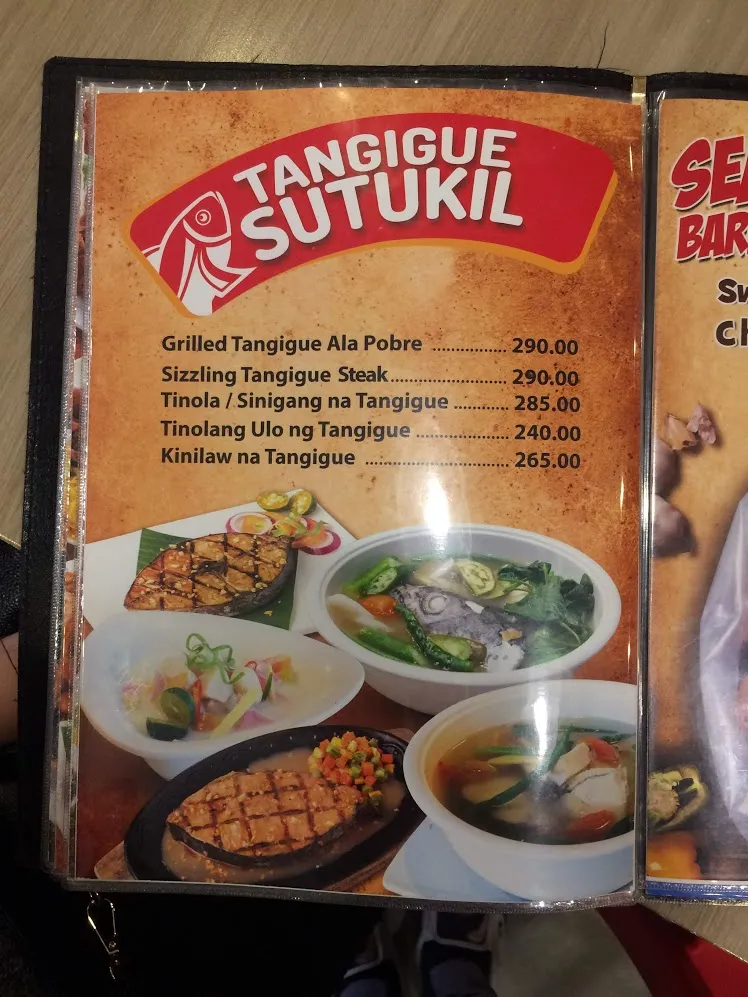 TANGIGUE
SUTUKIL
Grilled Tangigue Ala Pobre ................ 290.00
Sizzling Tangigue Steak......................... 290.00
Tinola / Sinigang na Tangigue ............ 285.00
Tinolang Ulo ng Tangigue .................... 240.00
Kinilaw na Tangigue ............................... 265.00